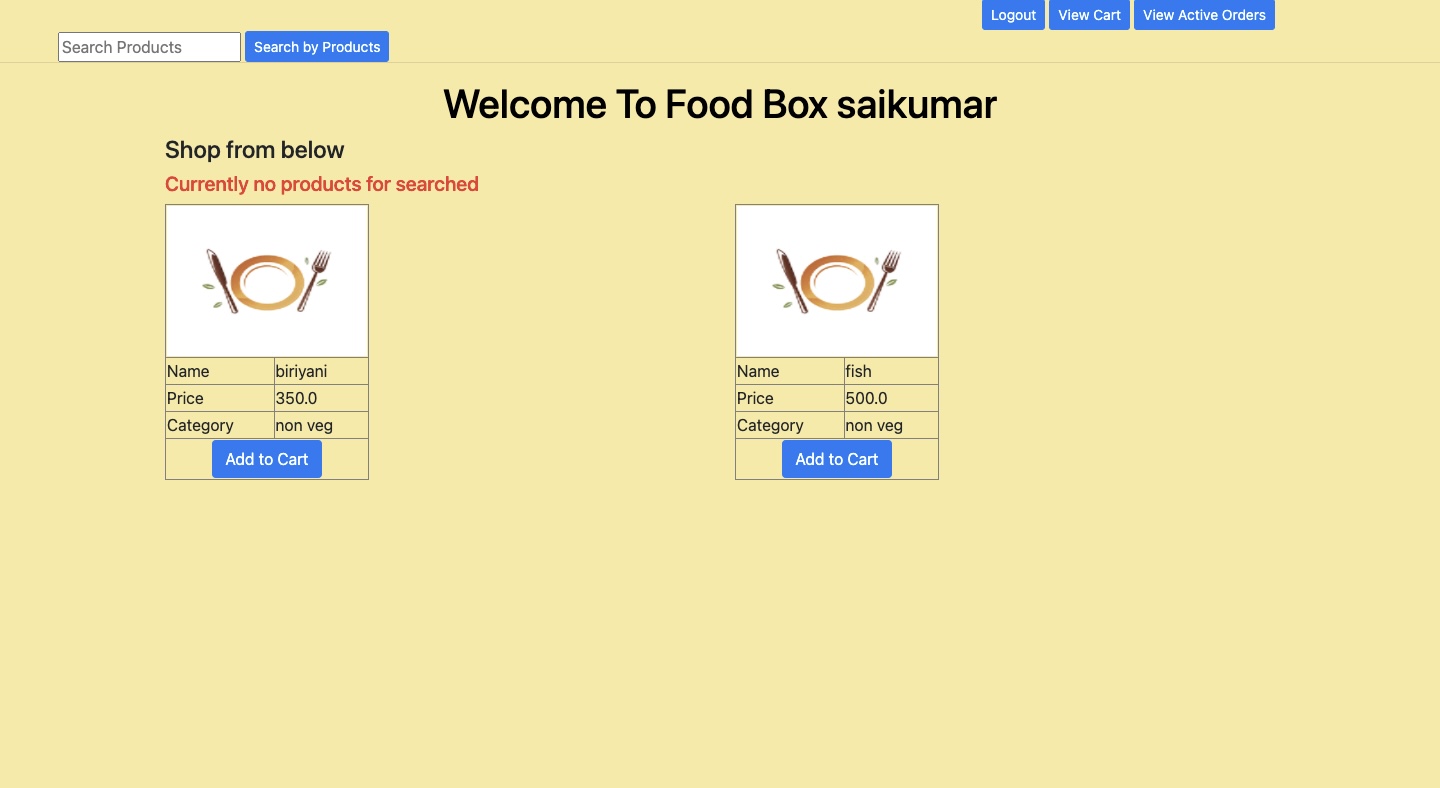 Logout View Cart View Active Orders
Search Products Search by Products
Welcome To Food Box saikumar
Shop from below
Currently no products for searched
Name biriyani
Price 350.0
Category non veg
Add to Cart
Name fish
Price 500.0
Category non veg
Add to Cart